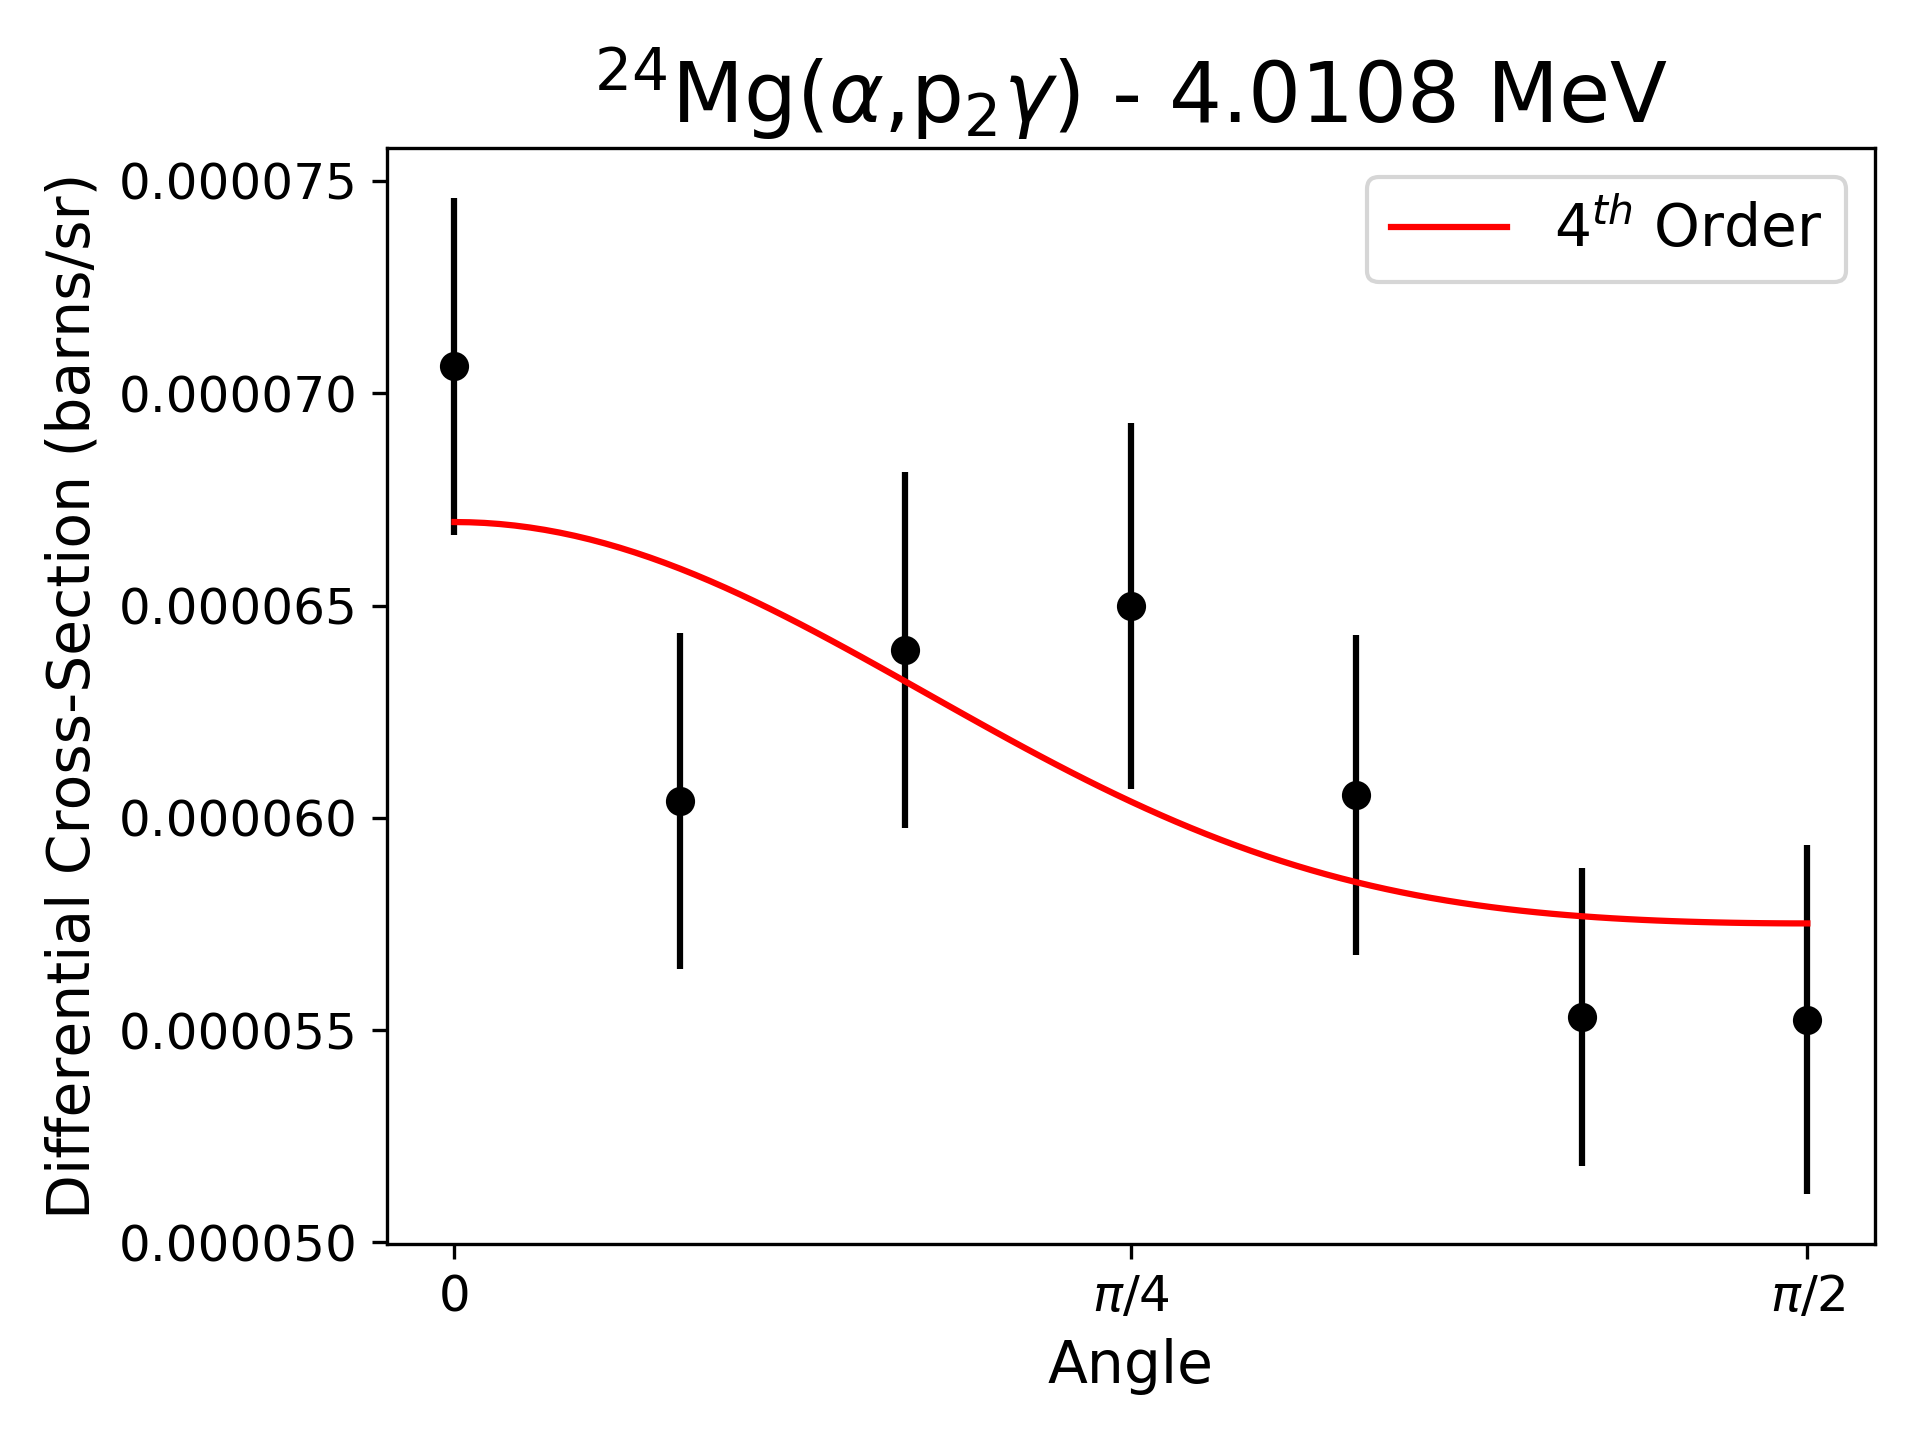 ²⁴Mg(α,p₂γ) - 4.0108 MeV
4ᵗʰ Order
Differential Cross-Section (barns/sr)
0.000075
0.000070
0.000065
0.000060
0.000055
0.000050
0 π/4 π/2
Angle